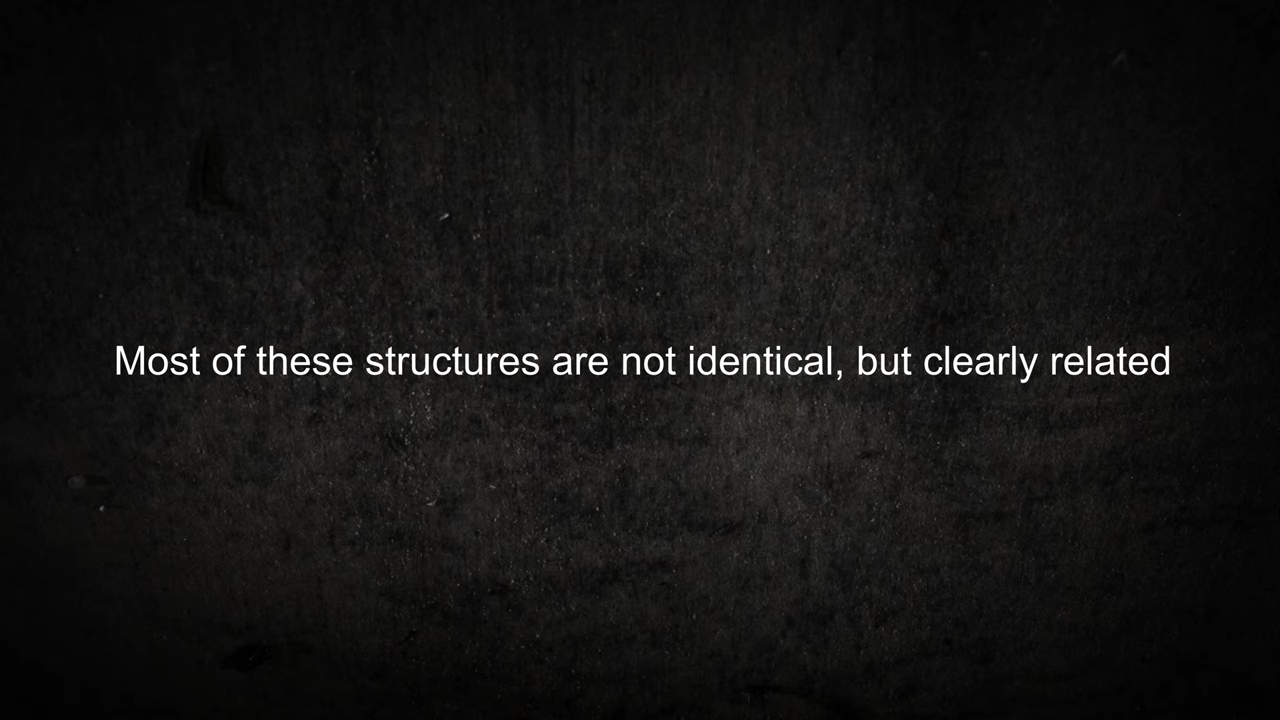 Most of these structures are not identical, but clearly related